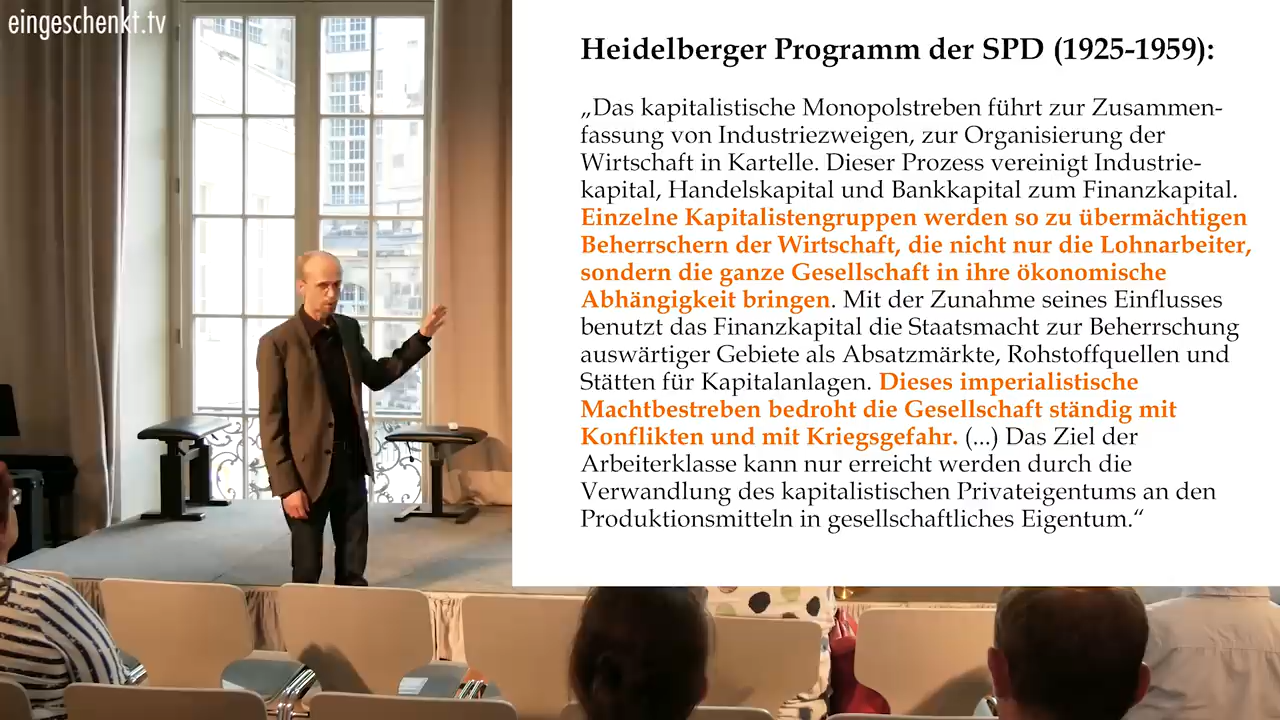 eingeschenkt.tv
Heidelberger Programm der SPD (1925-1959):
„Das kapitalistische Monopolstreben führt zur Zusammen-
fassung von Industriezweigen, zur Organisierung der
Wirtschaft in Kartelle. Dieser Prozess vereinigt Industrie-
kapital, Handelskapital und Bankkapital zum Finanzkapital.
Einzelne Kapitalistengruppen werden so zu übermächtigen
Beherrschern der Wirtschaft, die nicht nur die Lohnarbeiter,
sondern die ganze Gesellschaft in ihre ökonomische
Abhängigkeit bringen. Mit der Zunahme seines Einflusses
benutzt das Finanzkapital die Staatsmacht zur Beherrschung
auswärtiger Gebiete als Absatzmärkte, Rohstoffquellen und
Stätten für Kapitalanlagen. Dieses imperialistische
Machtbestreben bedroht die Gesellschaft ständig mit
Konflikten und mit Kriegsgefahr. (...) Das Ziel der
Arbeiterklasse kann nur erreicht werden durch die
Verwandlung des kapitalistischen Privateigentums an den
Produktionsmitteln in gesellschaftliches Eigentum.“